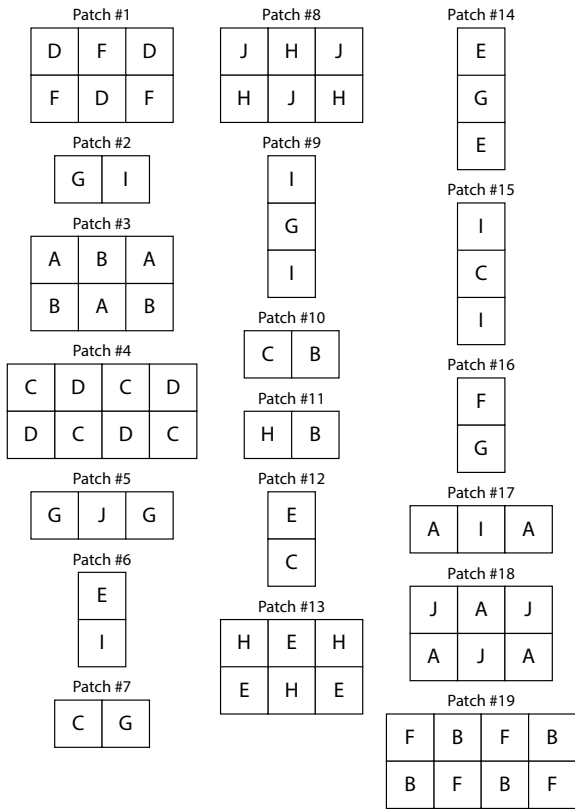 Patch #1
D F D
F D F
Patch #2
G I
Patch #3
A B A
B A B
Patch #4
C D C D
D C D C
Patch #5
G J G
Patch #6
E
I
Patch #7
C G
Patch #8
J H J
H J H
Patch #9
I
G
I
Patch #10
C B
Patch #11
H B
Patch #12
E
C
Patch #13
H E H
E H E
Patch #14
E
G
E
Patch #15
I
C
I
Patch #16
F
G
Patch #17
A I A
Patch #18
J A J
A J A
Patch #19
F B F B
B F B F